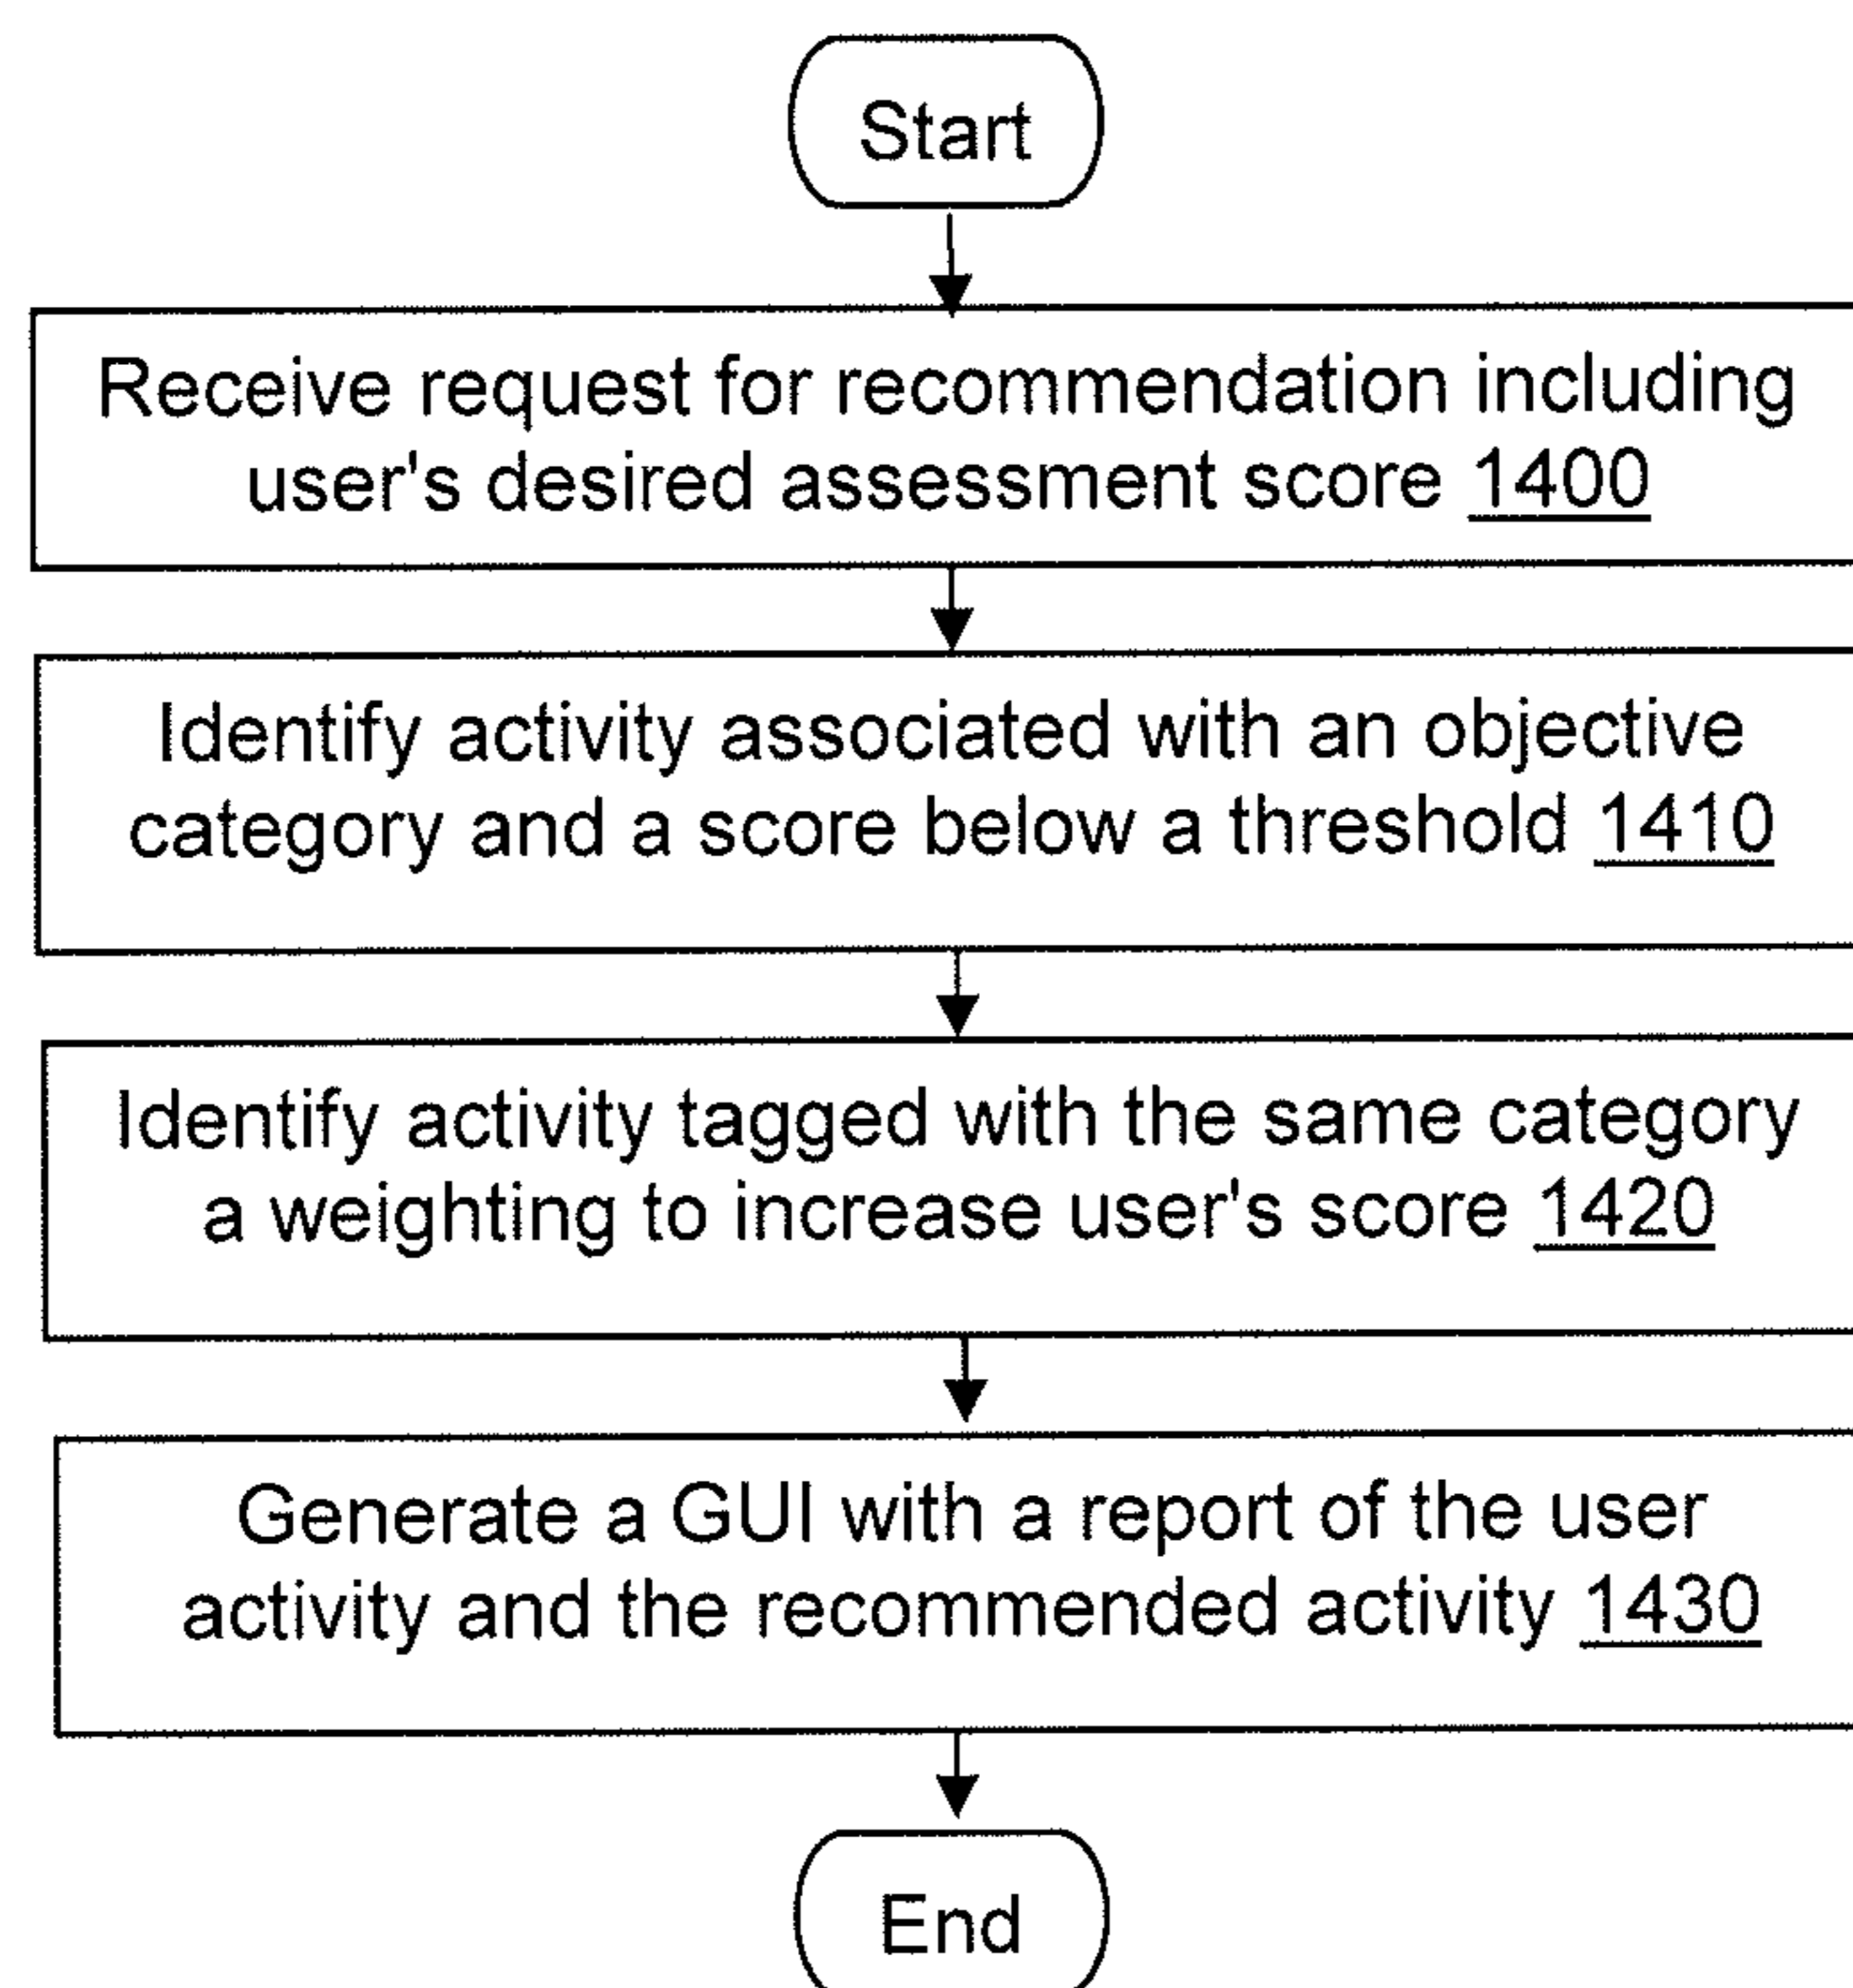 Start
Receive request for recommendation including
user's desired assessment score 1400
Identify activity associated with an objective
category and a score below a threshold 1410
Identify activity tagged with the same category
a weighting to increase user's score 1420
Generate a GUI with a report of the user
activity and the recommended activity 1430
End